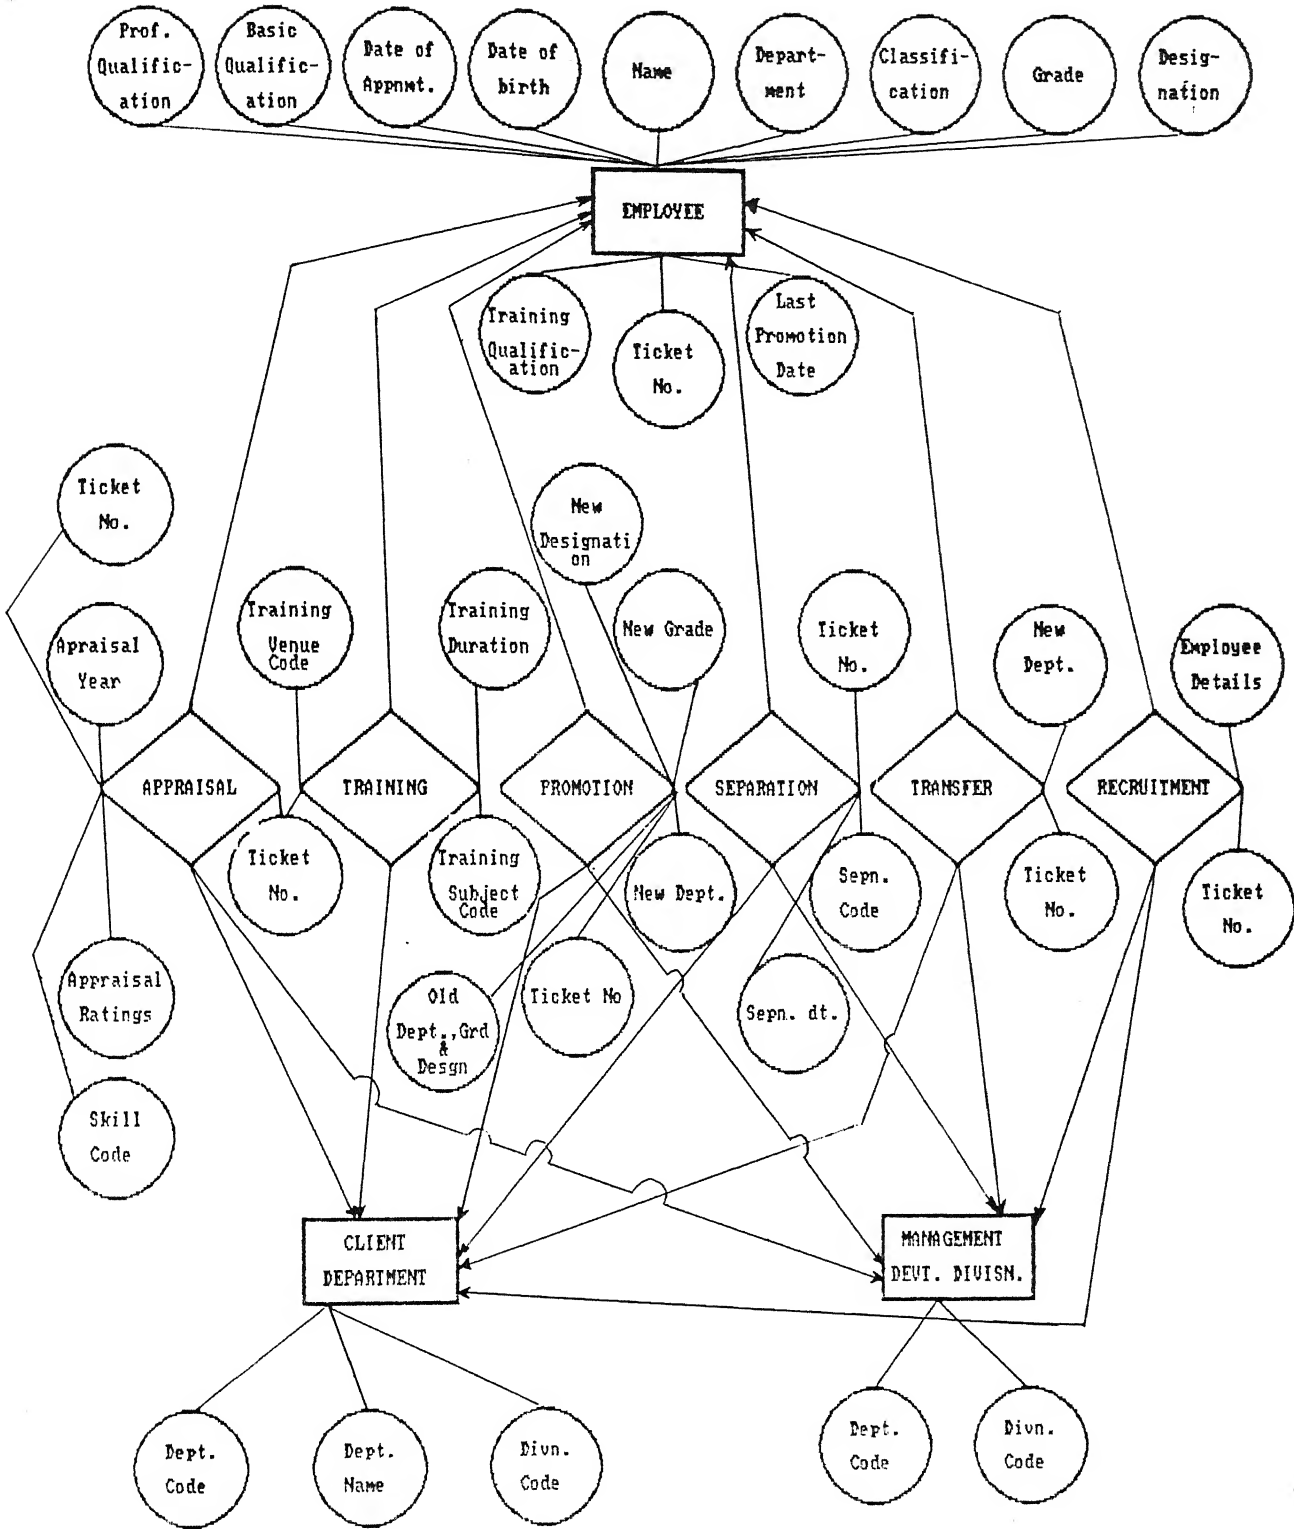 Prof.
Qualific-
ation
Basic
Qualific-
ation
Date of
Appnmt.
Date of
birth
Name
Depart-
ment
Classifi-
cation
Grade
Desig-
nation
EMPLOYEE
Training
Qualific-
ation
Ticket
No.
Last
Promotion
Date
Ticket
No.
New
Designati
on
Appraisal
Year
Training
Venue
Code
Training
Duration
New Grade
Ticket
No.
New
Dept.
Employee
Details
APPRAISAL
TRAINING
PROMOTION
SEPARATION
TRANSFER
RECRUITMENT
Ticket
No.
Training
Subject
Code
New Dept.
Sepn.
Code
Ticket
No.
Ticket
No.
Appraisal
Ratings
Old
Dept.,Grd
&
Desgn
Ticket No
Sepn. dt.
Skill
Code
CLIENT
DEPARTMENT
MANAGEMENT
DEVT. DIVISN.
Dept.
Code
Dept.
Name
Divn.
Code
Dept.
Code
Divn.
Code